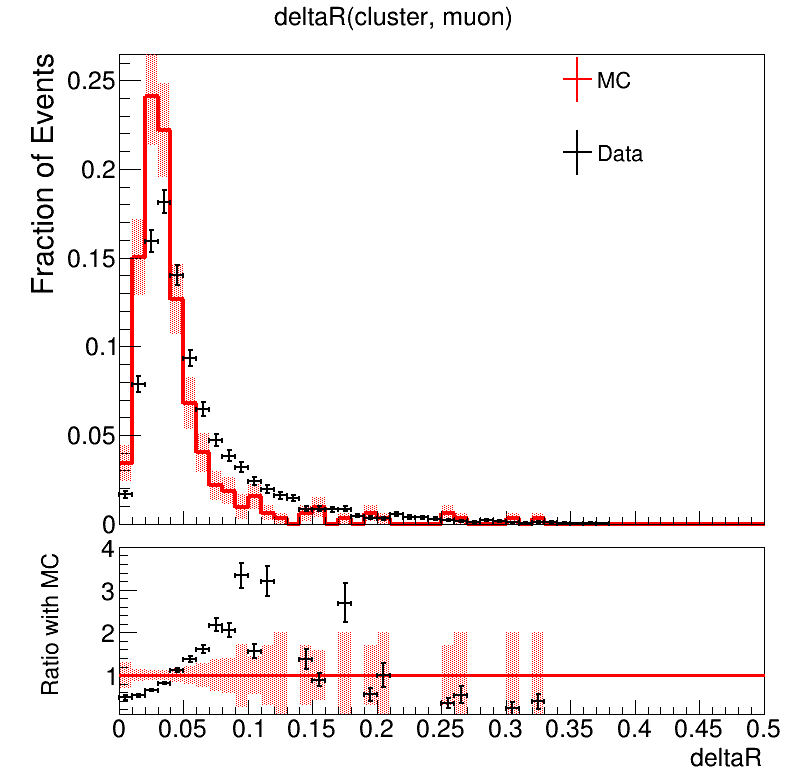 deltaR(cluster, muon)
Fraction of Events
0.25
0.2
0.15
0.1
0.05
0
MC
Data
Ratio with MC
4
3
2
1
0 0.05 0.1 0.15 0.2 0.25 0.3 0.35 0.4 0.45 0.5
deltaR